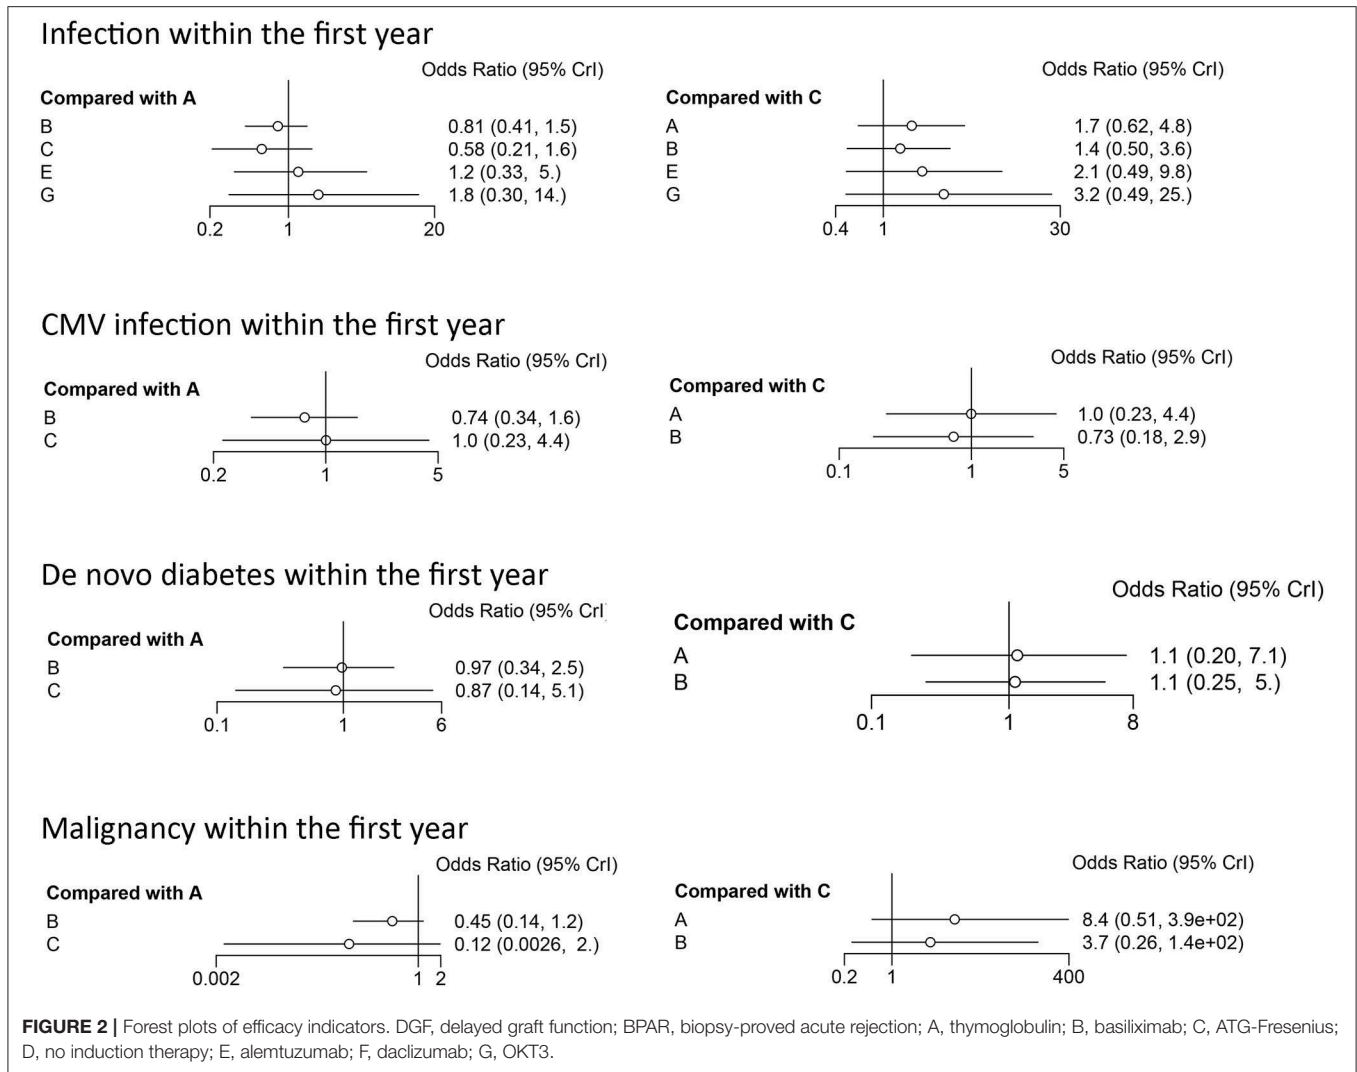 Infection within the first year
Odds Ratio (95% CrI)
Compared with A
B 0.81 (0.41, 1.5)
C 0.58 (0.21, 1.6)
E 1.2 (0.33, 5.)
G 1.8 (0.30, 14.)
0.2 1 20
Odds Ratio (95% CrI)
Compared with C
A 1.7 (0.62, 4.8)
B 1.4 (0.50, 3.6)
E 2.1 (0.49, 9.8)
G 3.2 (0.49, 25.)
0.4 1 30
CMV infection within the first year
Odds Ratio (95% CrI)
Compared with A
B 0.74 (0.34, 1.6)
C 1.0 (0.23, 4.4)
0.2 1 5
Odds Ratio (95% CrI)
Compared with C
A 1.0 (0.23, 4.4)
B 0.73 (0.18, 2.9)
0.1 1 5
De novo diabetes within the first year
Odds Ratio (95% CrI)
Compared with A
B 0.97 (0.34, 2.5)
C 0.87 (0.14, 5.1)
0.1 1 6
Odds Ratio (95% CrI)
Compared with C
A 1.1 (0.20, 7.1)
B 1.1 (0.25, 5.)
0.1 1 8
Malignancy within the first year
Odds Ratio (95% CrI)
Compared with A
B 0.45 (0.14, 1.2)
C 0.12 (0.0026, 2.)
0.002 1 2
Odds Ratio (95% CrI)
Compared with C
A 8.4 (0.51, 3.9e+02)
B 3.7 (0.26, 1.4e+02)
0.2 1 400
FIGURE 2 | Forest plots of efficacy indicators. DGF, delayed graft function; BPAR, biopsy-proved acute rejection; A, thymoglobulin; B, basiliximab; C, ATG-Fresenius;
D, no induction therapy; E, alemtuzumab; F, daclizumab; G, OKT3.